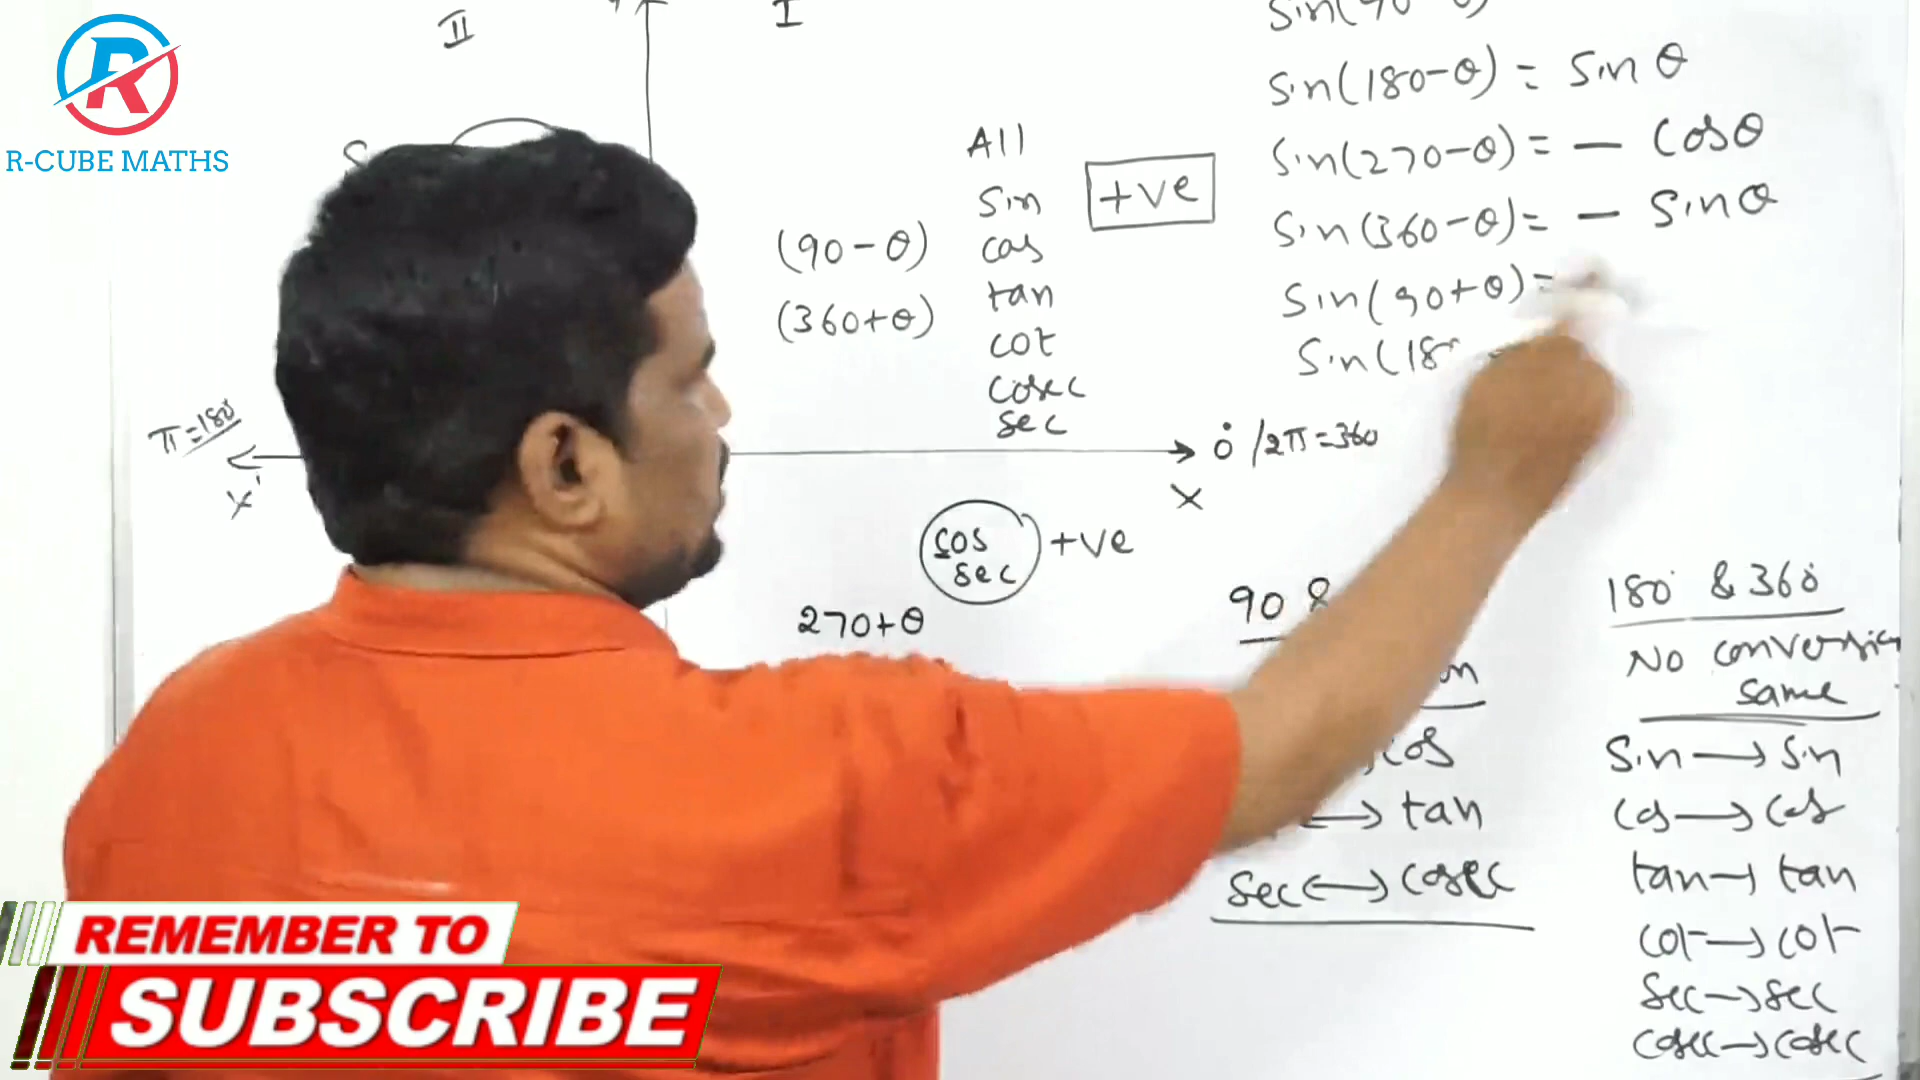 R-CUBE MATHS
II
I
Sin(90-θ)
Sin(180-θ) = Sin θ
Sin(270-θ) = - Cosθ
Sin(360-θ) = - Sinθ
Sin(90+θ) =
Sin(18
All
Sin
cos
tan
cot
Cosec
sec
+ve
(90-θ)
(360+θ)
π=180°
X'
0° /2π=360
X
cos
sec
+ve
270+θ
90 &
cos
tan
sec ↔ cosec
180° & 360°
No conversion
same
Sin → Sin
Cos → Cos
tan → tan
Cot → cot
Sec → sec
Cosec → cosec
REMEMBER TO
SUBSCRIBE